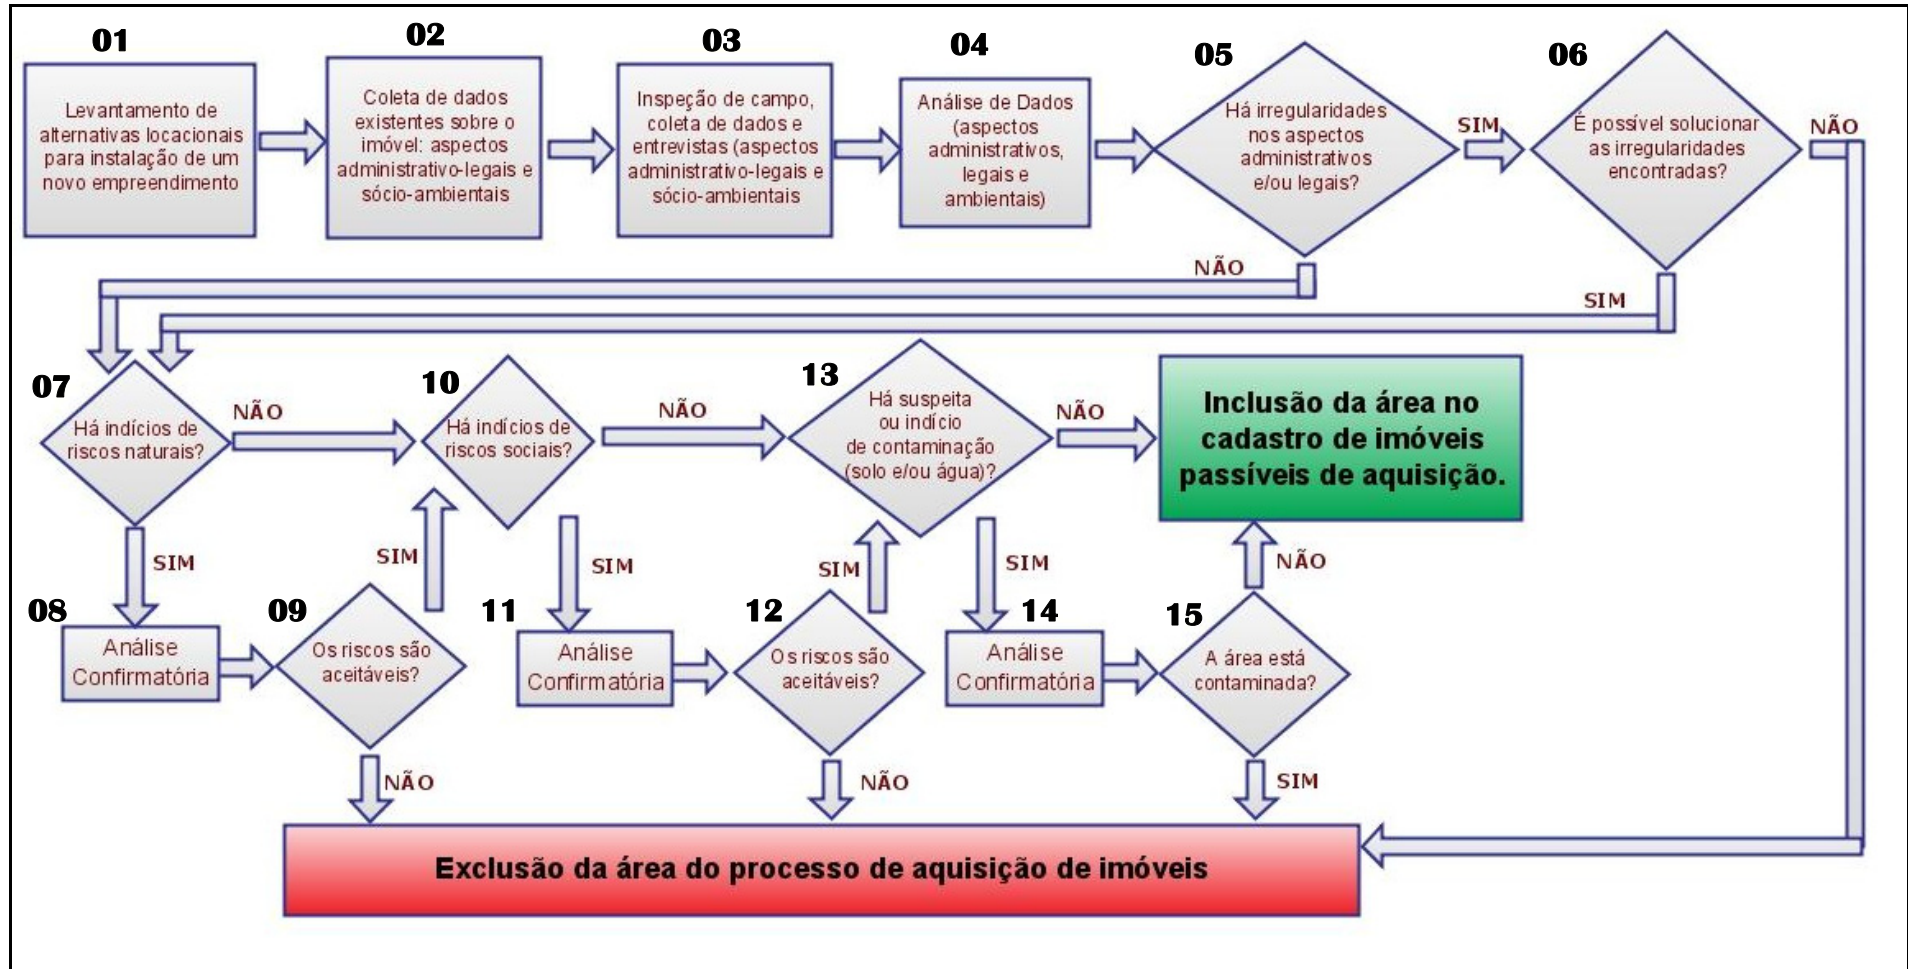 01
Levantamento de
alternativas locacionais
para instalação de um
novo empreendimento
02
Coleta de dados
existentes sobre o
imóvel: aspectos
administrativo-legais e
sócio-ambientais
03
Inspeção de campo,
coleta de dados e
entrevistas (aspectos
administrativo-legais e
sócio-ambientais
04
Análise de Dados
(aspectos
administrativos,
legais e
ambientais)
05
Há irregularidades
nos aspectos
administrativos
e/ou legais?
SIM
06
É possível solucionar
as irregularidades
encontradas?
NÃO
NÃO
SIM
07
Há indícios de
riscos naturais?
NÃO
10
Há indícios de
riscos sociais?
NÃO
13
Há suspeita
ou indício
de contaminação
(solo e/ou água)?
NÃO
Inclusão da área no
cadastro de imóveis
passíveis de aquisição.
SIM
SIM
SIM
SIM
SIM
NÃO
08
Análise
Confirmatória
09
Os riscos são
aceitáveis?
11
Análise
Confirmatória
12
Os riscos são
aceitáveis?
14
Análise
Confirmatória
15
A área está
contaminada?
NÃO
NÃO
SIM
Exclusão da área do processo de aquisição de imóveis